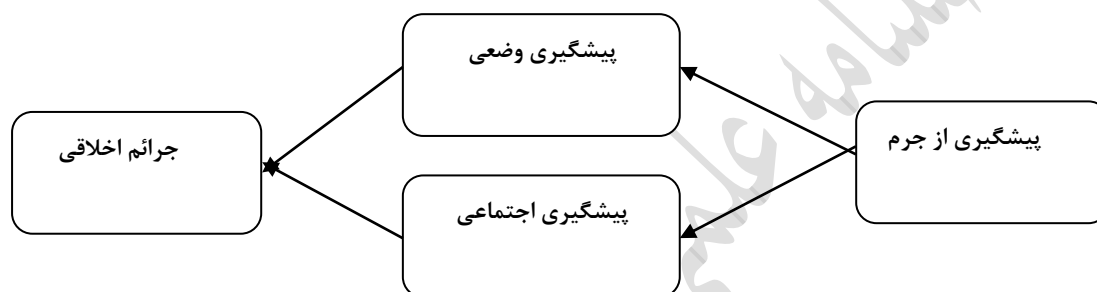 پیشگیری از جرم
پیشگیری وضعی
پیشگیری اجتماعی
جرائم اخلاقی